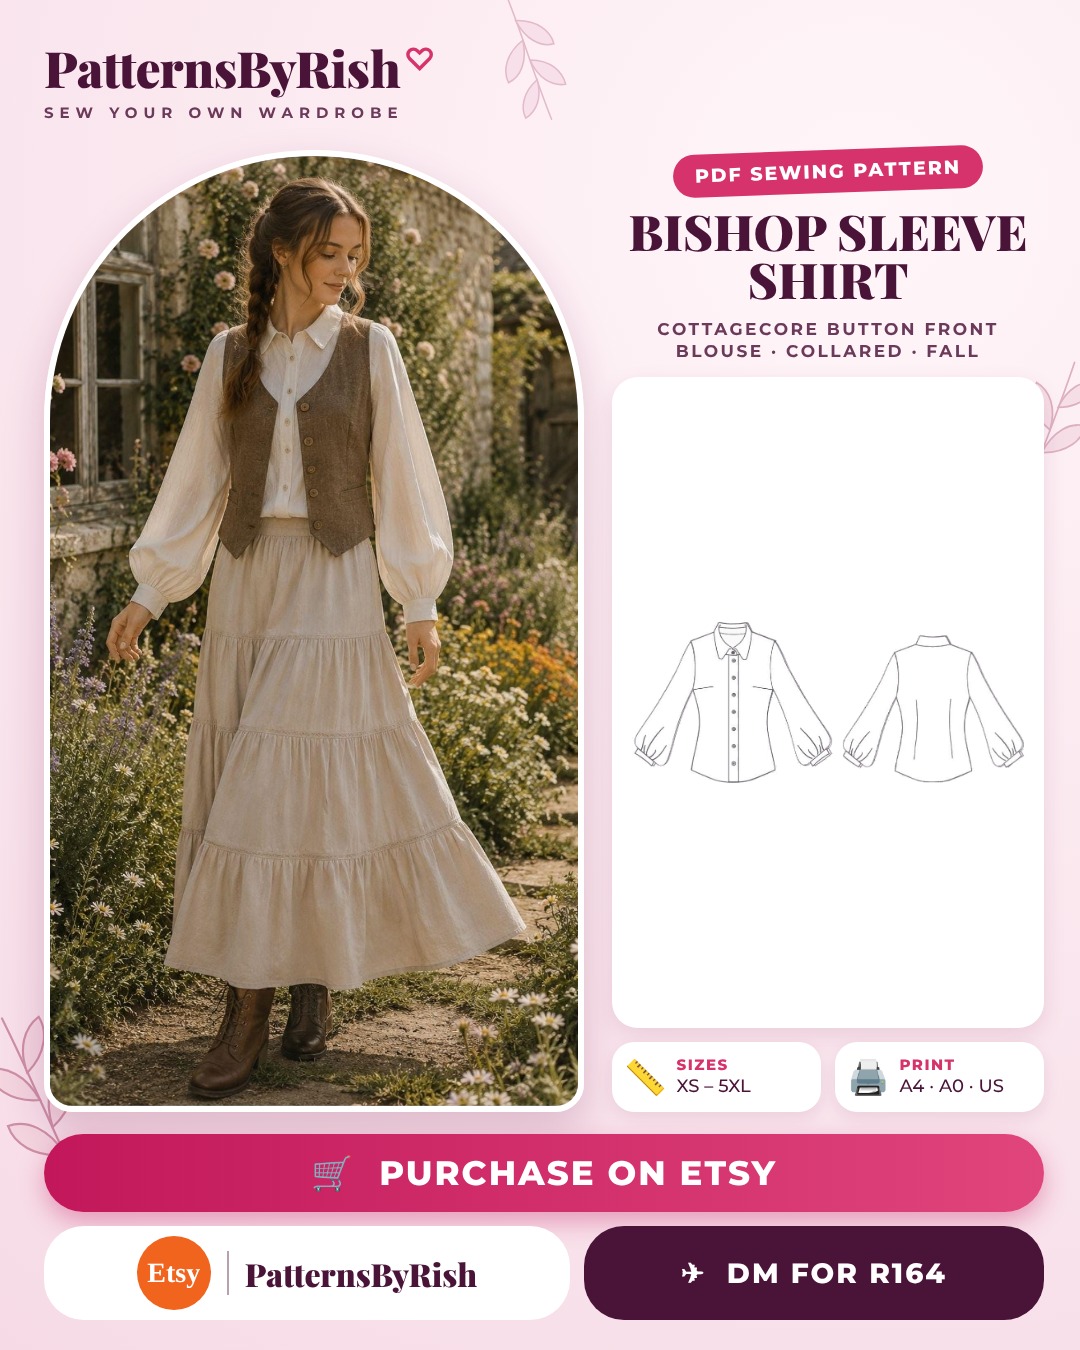 PatternsByRish
SEW YOUR OWN WARDROBE
PDF SEWING PATTERN
BISHOP SLEEVE
SHIRT
COTTAGECORE BUTTON FRONT
BLOUSE · COLLARED · FALL
SIZES
XS – 5XL
PRINT
A4 · A0 · US
PURCHASE ON ETSY
Etsy
PatternsByRish
DM FOR R164